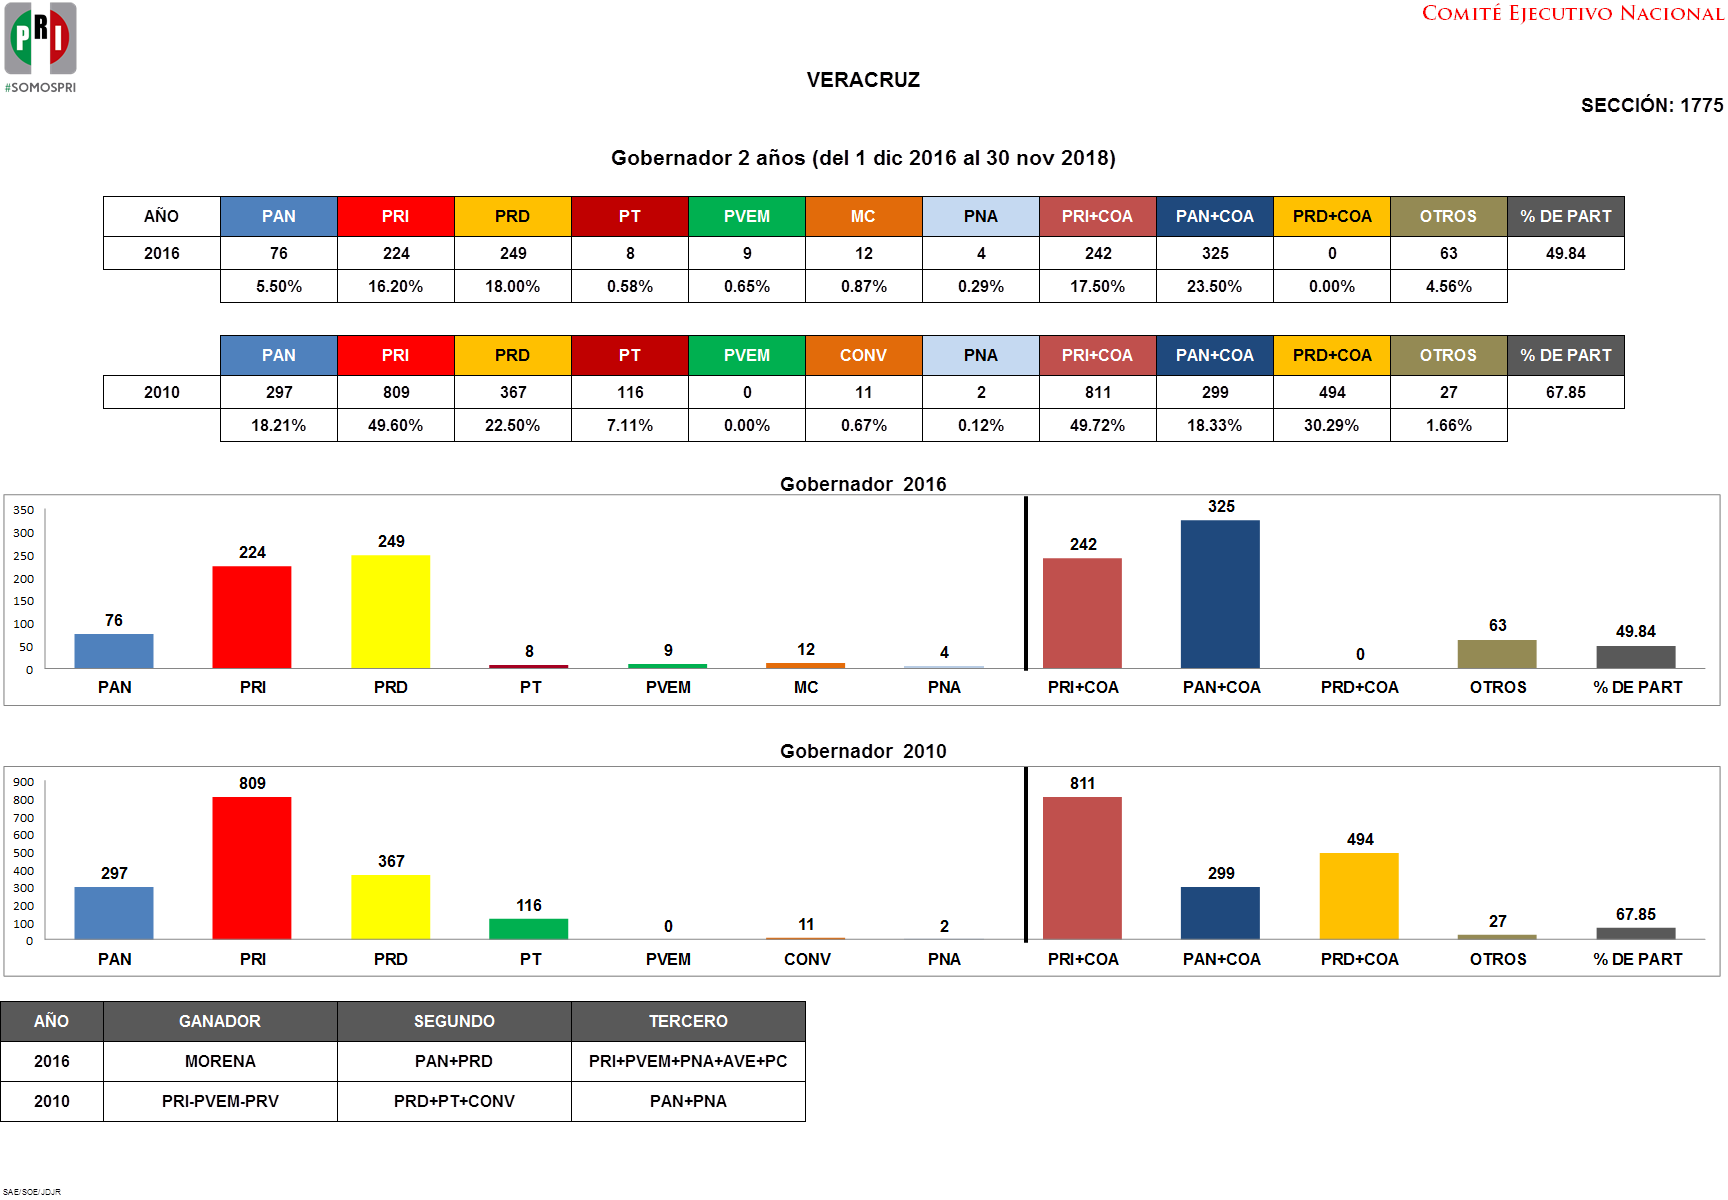 PRI
#SOMOSPRI
COMITÉ EJECUTIVO NACIONAL
VERACRUZ
SECCIÓN: 1775
Gobernador 2 años (del 1 dic 2016 al 30 nov 2018)
AÑO PAN PRI PRD PT PVEM MC PNA PRI+COA PAN+COA PRD+COA OTROS % DE PART
2016 76 224 249 8 9 12 4 242 325 0 63 49.84
5.50% 16.20% 18.00% 0.58% 0.65% 0.87% 0.29% 17.50% 23.50% 0.00% 4.56%
PAN PRI PRD PT PVEM CONV PNA PRI+COA PAN+COA PRD+COA OTROS % DE PART
2010 297 809 367 116 0 11 2 811 299 494 27 67.85
18.21% 49.60% 22.50% 7.11% 0.00% 0.67% 0.12% 49.72% 18.33% 30.29% 1.66%
Gobernador 2016
350
300
250
200
150
100
50
0
76 224 249 8 9 12 4 242 325 0 63 49.84
PAN PRI PRD PT PVEM MC PNA PRI+COA PAN+COA PRD+COA OTROS % DE PART
Gobernador 2010
900
800
700
600
500
400
300
200
100
0
297 809 367 116 0 11 2 811 299 494 27 67.85
PAN PRI PRD PT PVEM CONV PNA PRI+COA PAN+COA PRD+COA OTROS % DE PART
AÑO GANADOR SEGUNDO TERCERO
2016 MORENA PAN+PRD PRI+PVEM+PNA+AVE+PC
2010 PRI-PVEM-PRV PRD+PT+CONV PAN+PNA
SAE/SOE/JDJR